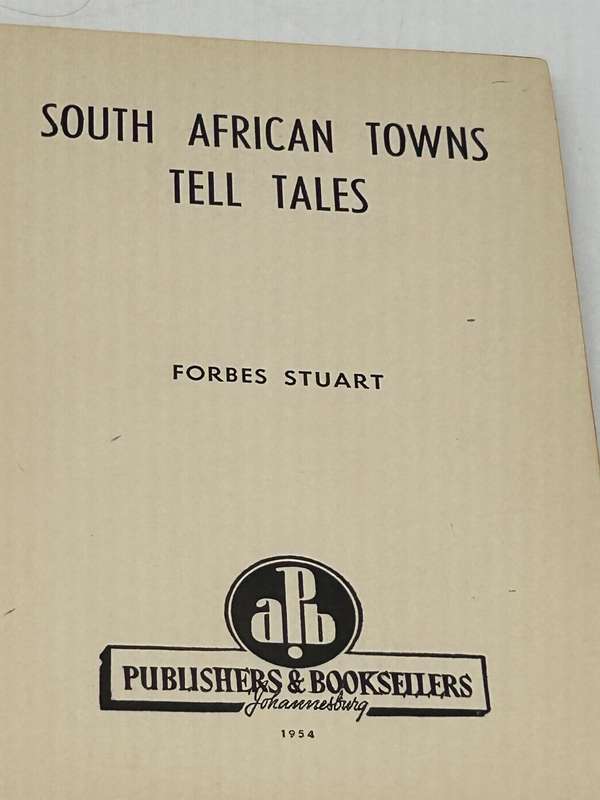 SOUTH AFRICAN TOWNS
TELL TALES
FORBES STUART
aPb
PUBLISHERS & BOOKSELLERS
Johannesburg
1954